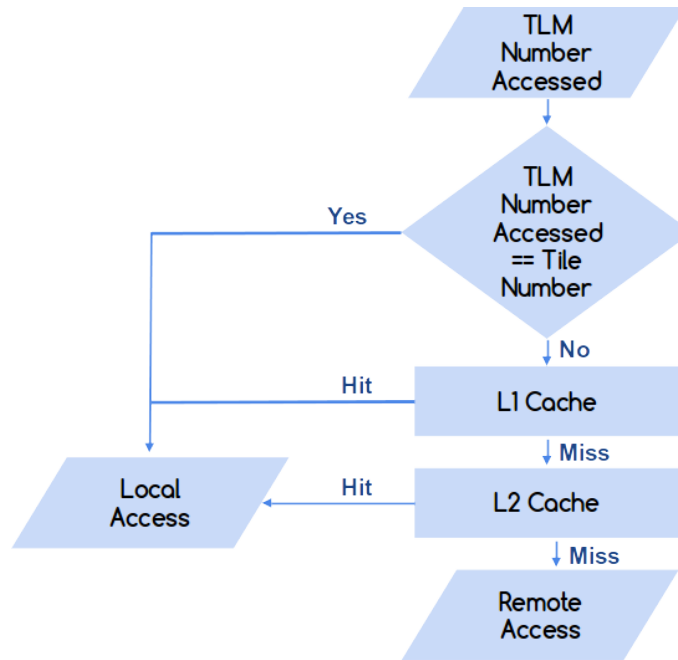 TLM
Number
Accessed
TLM
Number
Accessed
== Tile
Number
Yes
No
Hit
L1 Cache
Miss
Local
Access
Hit
L2 Cache
Miss
Remote
Access